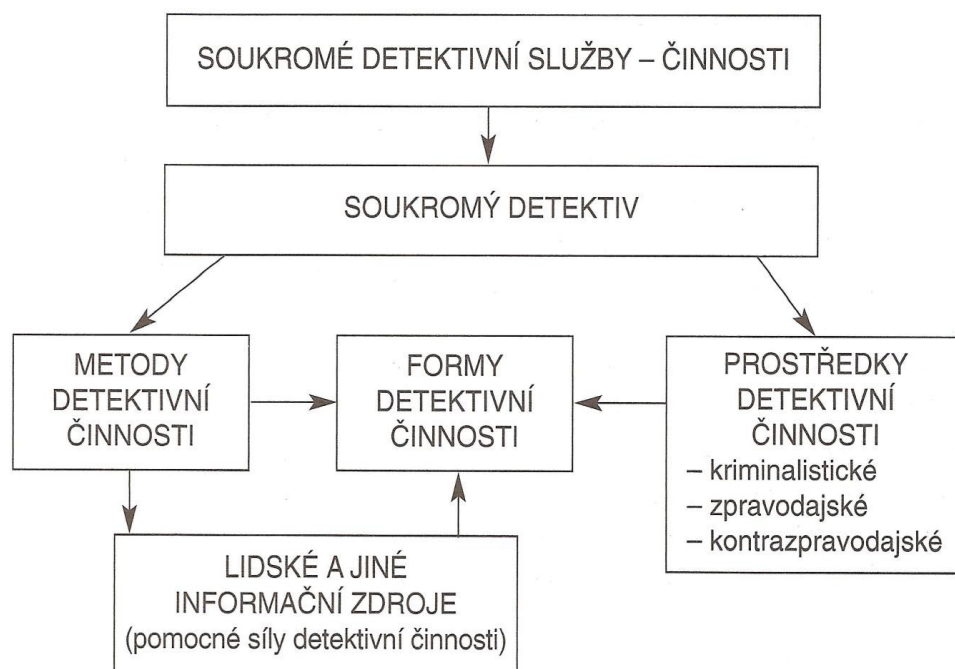 SOUKROMÉ DETEKTIVNÍ SLUŽBY – ČINNOSTI
SOUKROMÝ DETEKTIV
METODY
DETEKTIVNÍ
ČINNOSTI
FORMY
DETEKTIVNÍ
ČINNOSTI
PROSTŘEDKY
DETEKTIVNÍ
ČINNOSTI
– kriminalistické
– zpravodajské
– kontrazpravodajské
LIDSKÉ A JINÉ
INFORMAČNÍ ZDROJE
(pomocné síly detektivní činnosti)